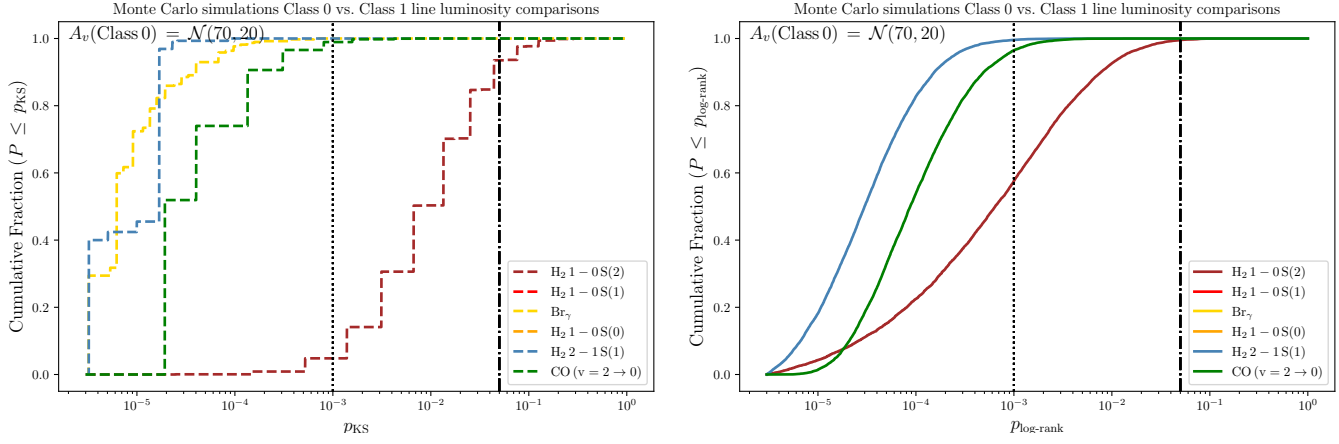 Monte Carlo simulations Class 0 vs. Class 1 line luminosity comparisons
A_v(Class 0) = 𝒩(70, 20)
Cumulative Fraction (P ≤ p_KS)
1.0
0.8
0.6
0.4
0.2
0.0
H₂ 1 − 0 S(2)
H₂ 1 − 0 S(1)
Br_γ
H₂ 1 − 0 S(0)
H₂ 2 − 1 S(1)
CO (v = 2 → 0)
10⁻⁵ 10⁻⁴ 10⁻³ 10⁻² 10⁻¹ 10⁰
p_KS
Monte Carlo simulations Class 0 vs. Class 1 line luminosity comparisons
A_v(Class 0) = 𝒩(70, 20)
Cumulative Fraction (P ≤ p_log-rank)
1.0
0.8
0.6
0.4
0.2
0.0
H₂ 1 − 0 S(2)
H₂ 1 − 0 S(1)
Br_γ
H₂ 1 − 0 S(0)
H₂ 2 − 1 S(1)
CO (v = 2 → 0)
10⁻⁵ 10⁻⁴ 10⁻³ 10⁻² 10⁻¹ 10⁰
p_log-rank